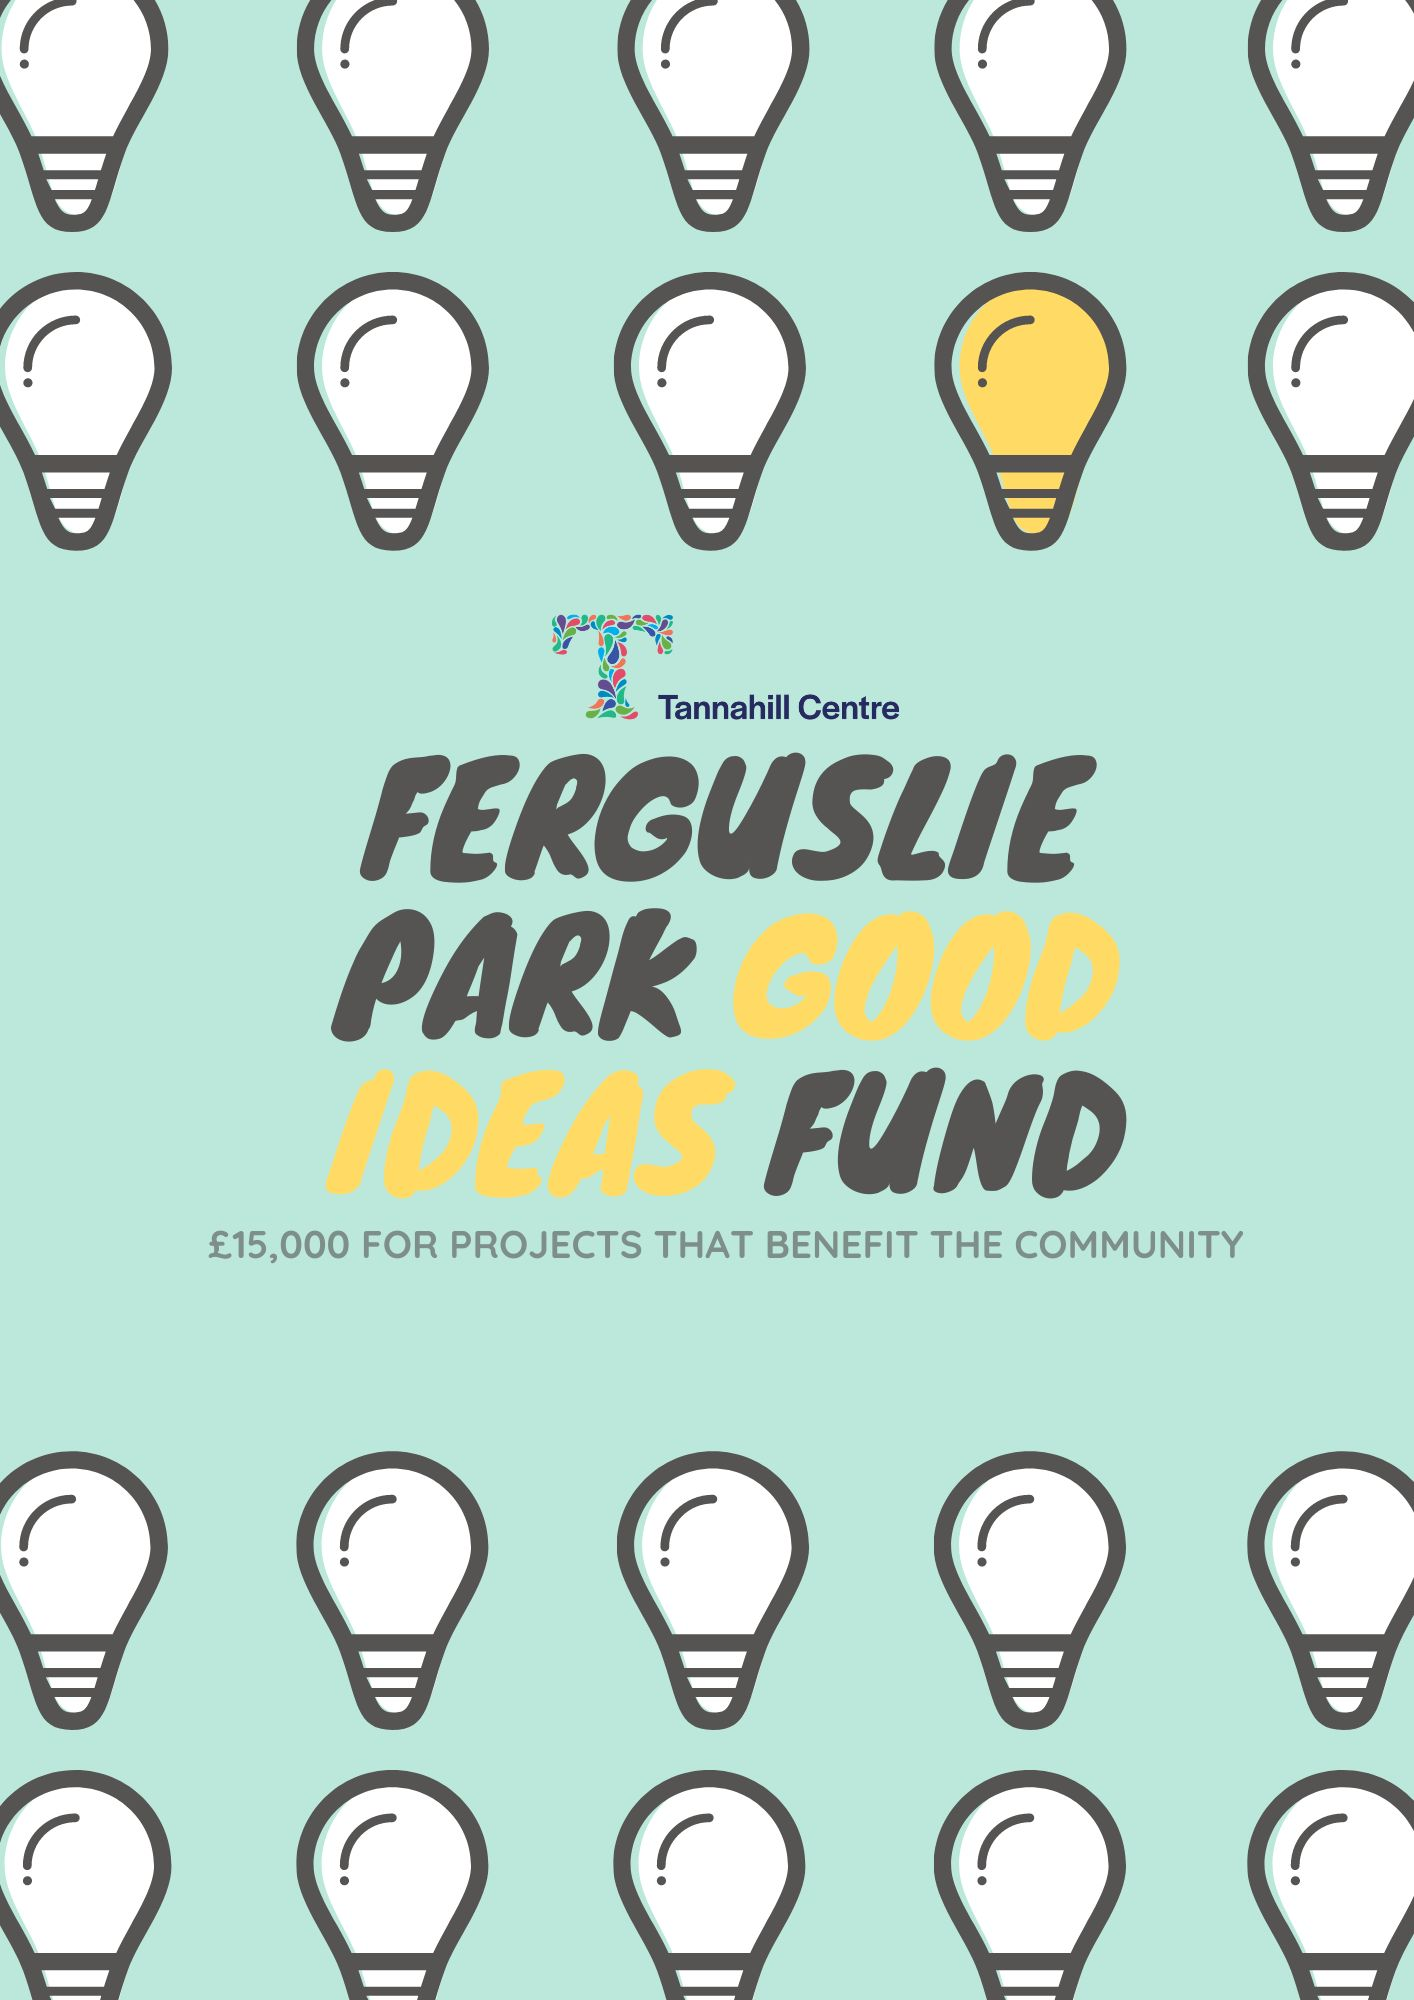 T
Tannahill Centre
FERGUSLIE
PARK GOOD
IDEAS FUND
£15,000 FOR PROJECTS THAT BENEFIT THE COMMUNITY